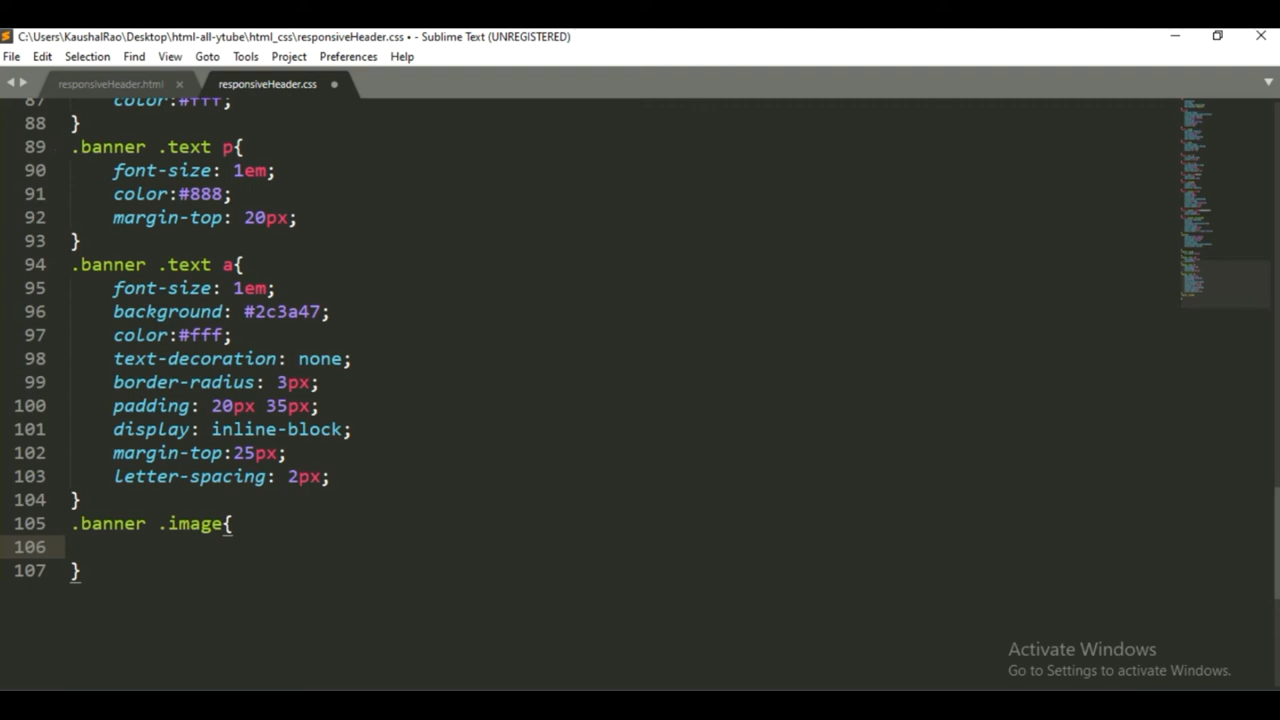 C:\Users\KaushalRao\Desktop\html-all-ytube\html_css\responsiveHeader.css • - Sublime Text (UNREGISTERED)
File Edit Selection Find View Goto Tools Project Preferences Help
responsiveHeader.html × responsiveHeader.css
87 color:#fff;
88 }
89 .banner .text p{
90 font-size: 1em;
91 color:#888;
92 margin-top: 20px;
93 }
94 .banner .text a{
95 font-size: 1em;
96 background: #2c3a47;
97 color:#fff;
98 text-decoration: none;
99 border-radius: 3px;
100 padding: 20px 35px;
101 display: inline-block;
102 margin-top:25px;
103 letter-spacing: 2px;
104 }
105 .banner .image{
106
107 }
Activate Windows
Go to Settings to activate Windows.